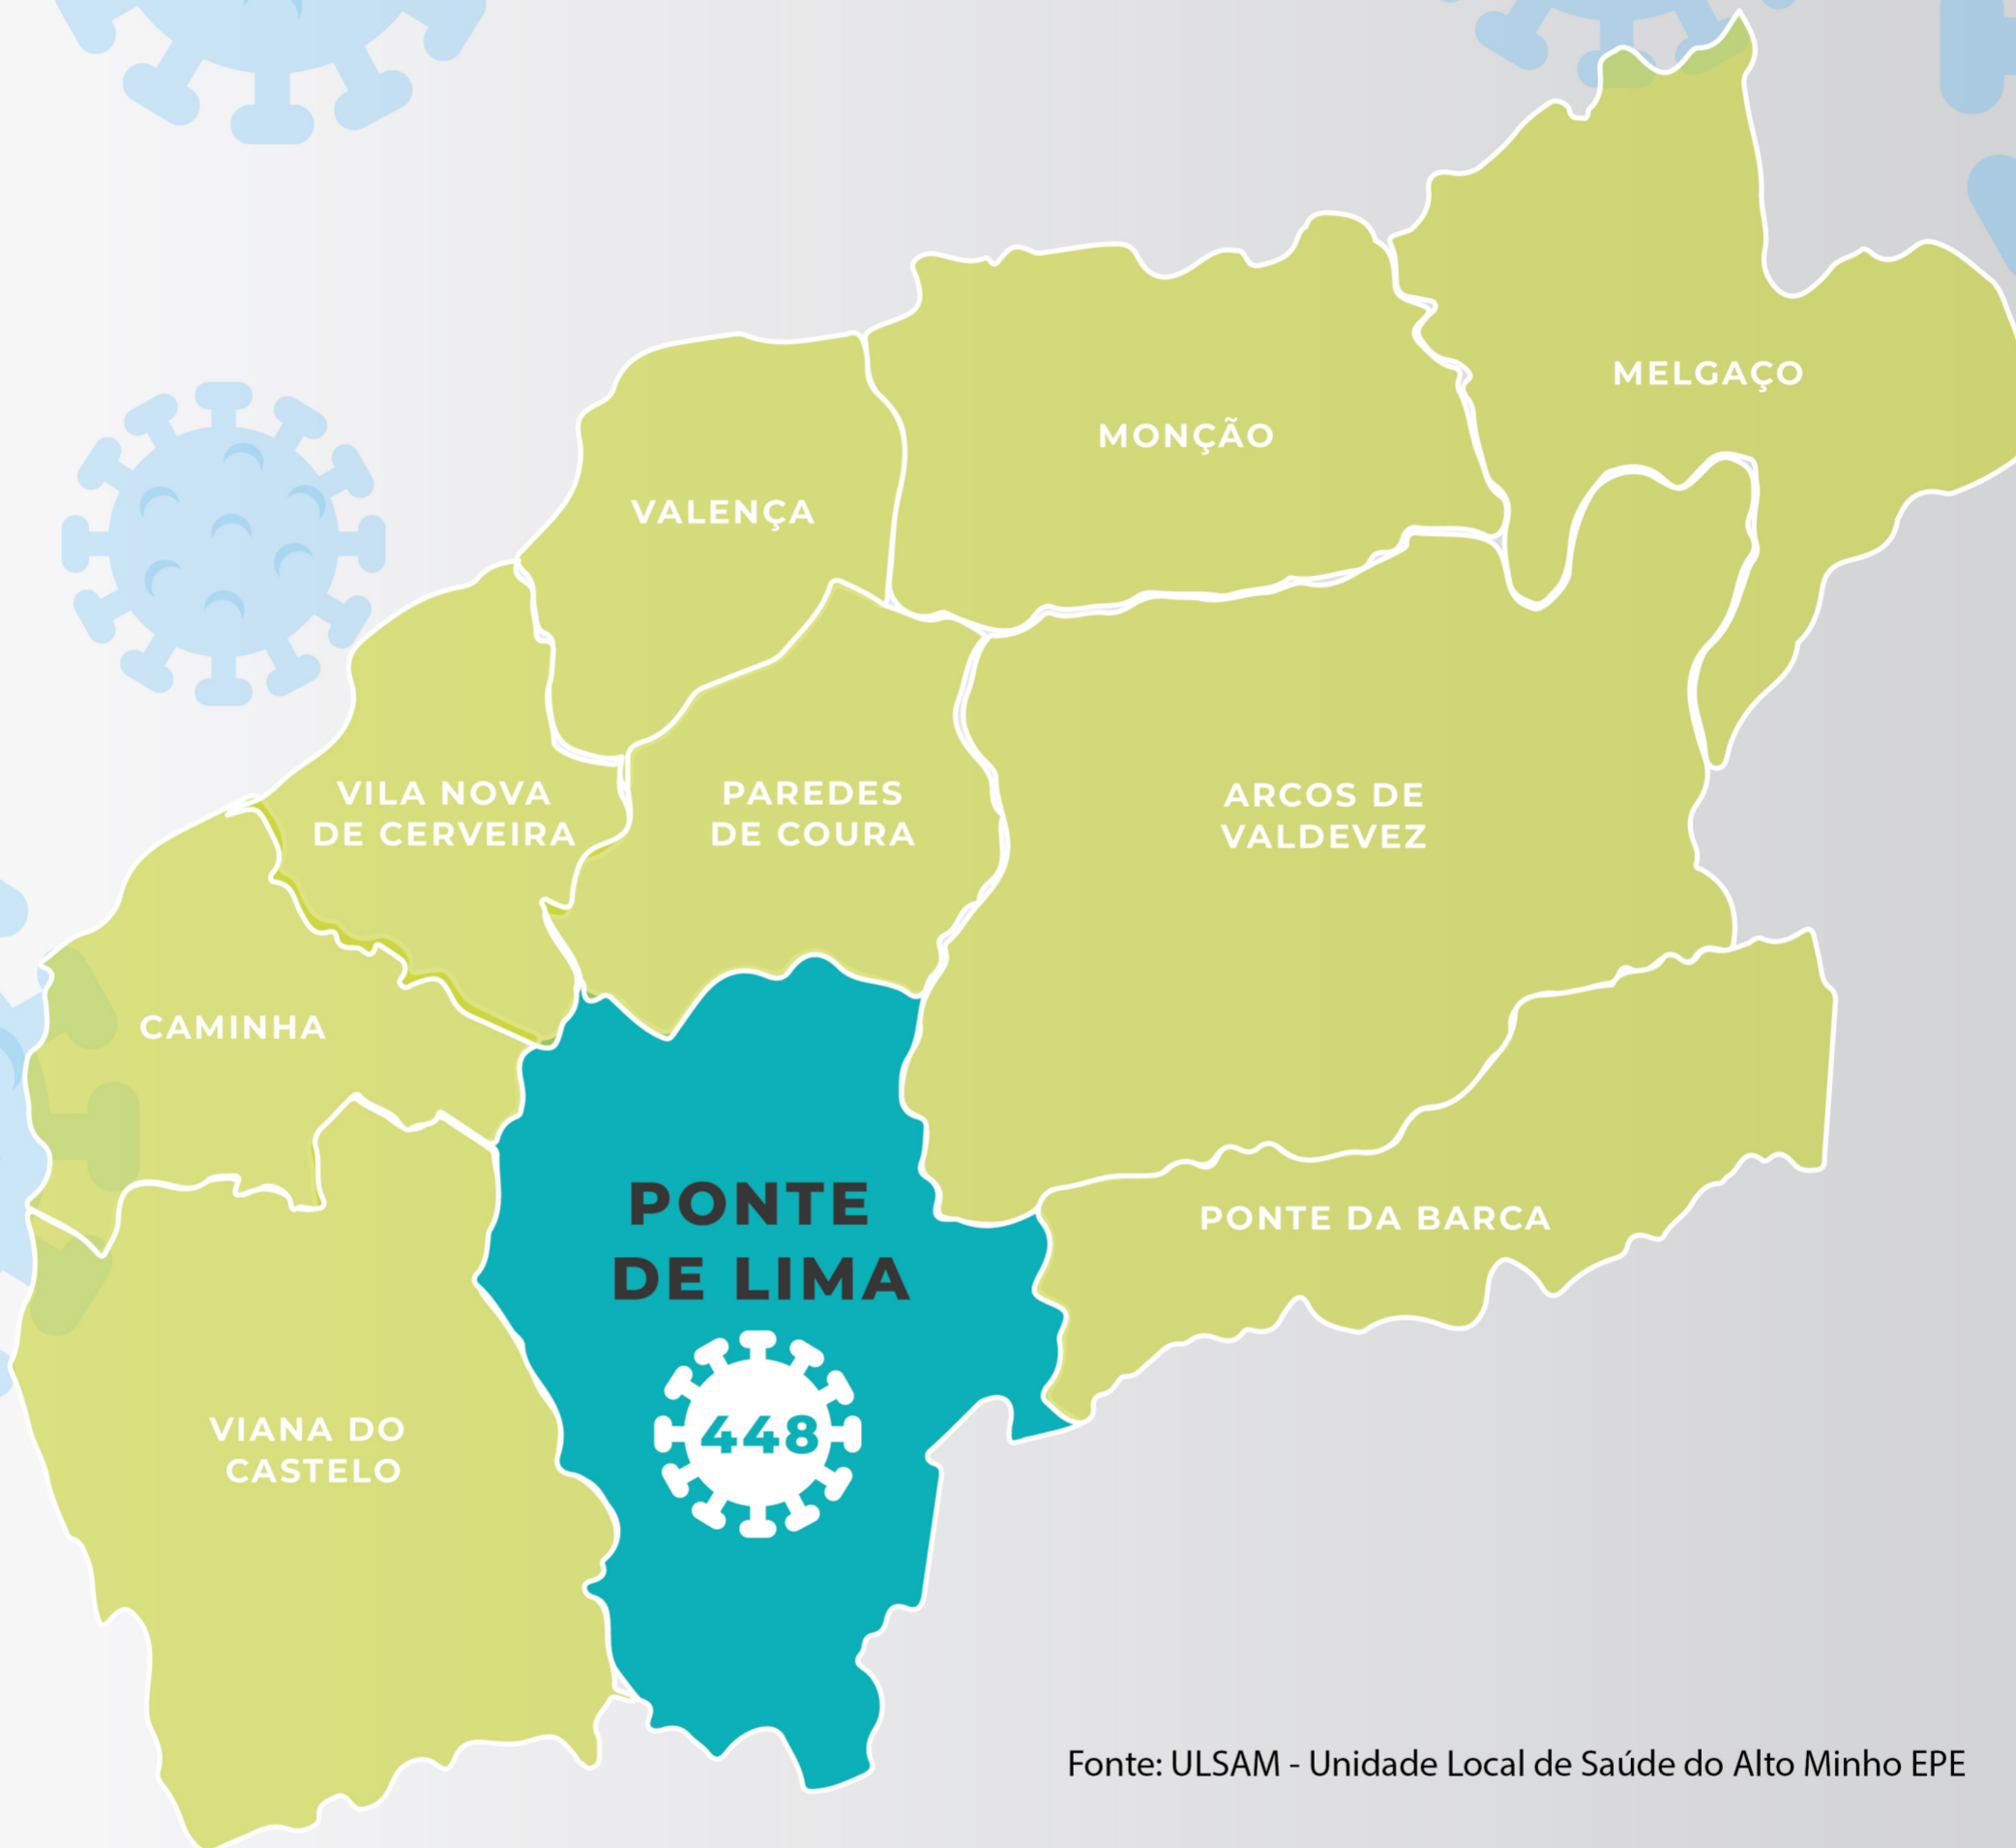 MELGAÇO
MONÇÃO
VALENÇA
VILA NOVA
DE CERVEIRA
PAREDES
DE COURA
ARCOS DE
VALDEVEZ
CAMINHA
PONTE
DE LIMA
448
PONTE DA BARCA
VIANA DO
CASTELO
Fonte: ULSAM - Unidade Local de Saúde do Alto Minho EPE